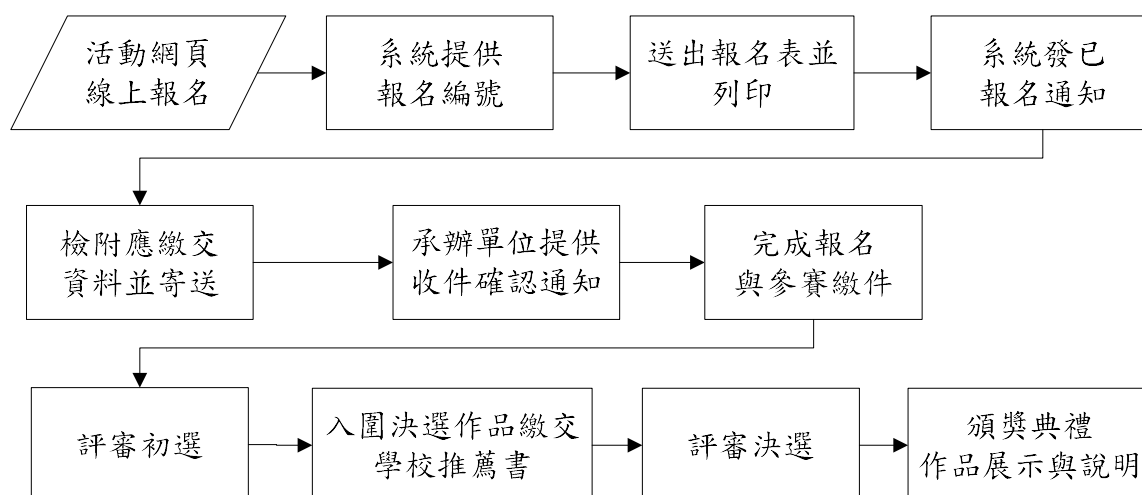 活動網頁
線上報名
系統提供
報名編號
送出報名表並
列印
系統發已
報名通知
檢附應繳交
資料並寄送
承辦單位提供
收件確認通知
完成報名
與參賽繳件
評審初選
入圍決選作品繳交
學校推薦書
評審決選
頒獎典禮
作品展示與說明